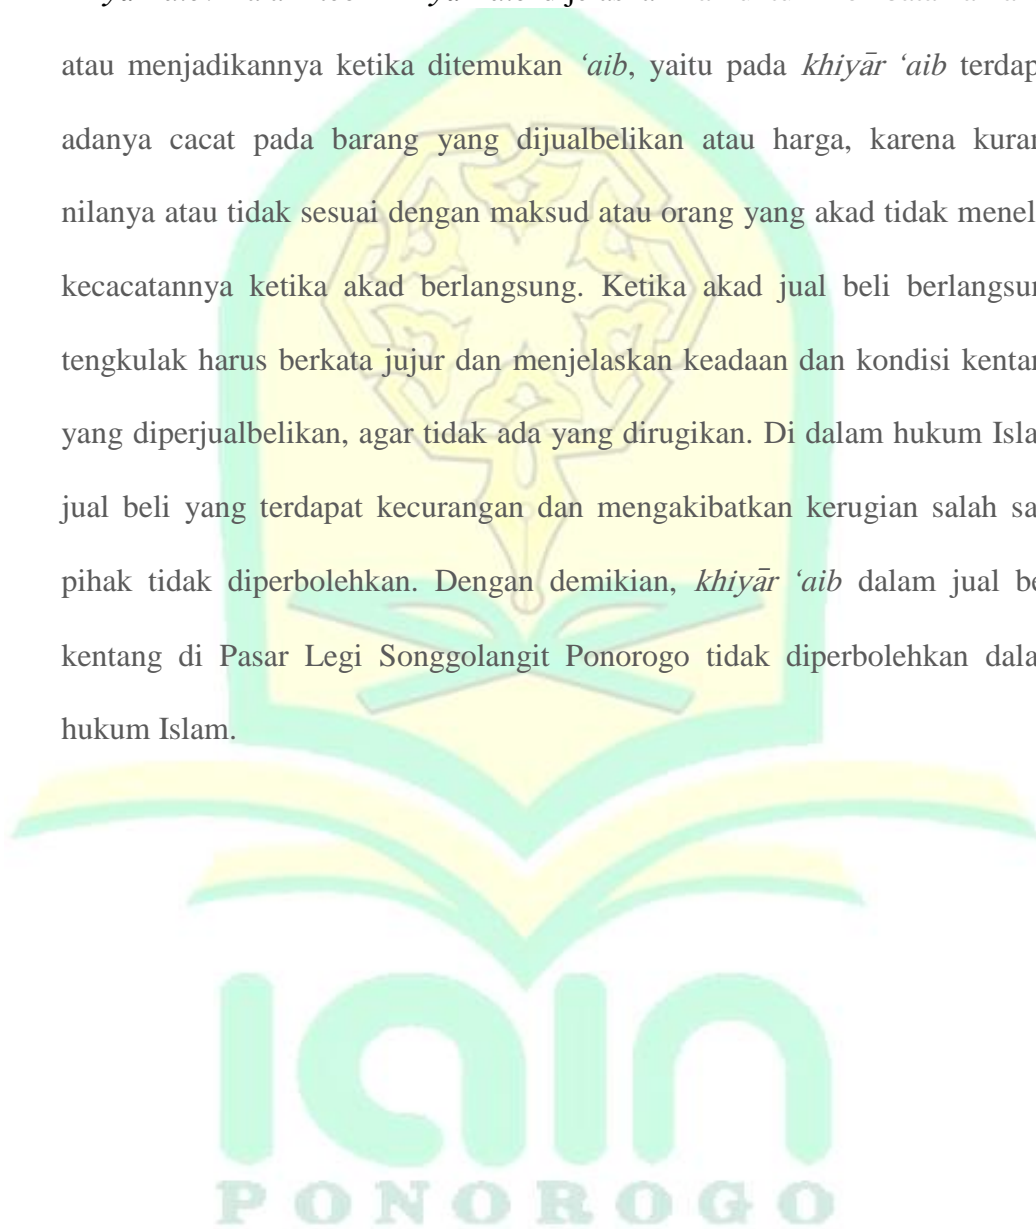 atau menjadikannya ketika ditemukan ‘aib, yaitu pada khiyār ‘aib terdap
adanya cacat pada barang yang dijualbelikan atau harga, karena kuran
nilanya atau tidak sesuai dengan maksud atau orang yang akad tidak menel
kecacatannya ketika akad berlangsung. Ketika akad jual beli berlangsun
tengkulak harus berkata jujur dan menjelaskan keadaan dan kondisi kentan
yang diperjualbelikan, agar tidak ada yang dirugikan. Di dalam hukum Isla
jual beli yang terdapat kecurangan dan mengakibatkan kerugian salah sa
pihak tidak diperbolehkan. Dengan demikian, khiyār ‘aib dalam jual be
kentang di Pasar Legi Songgolangit Ponorogo tidak diperbolehkan dala
hukum Islam.
iain
PONOROGO